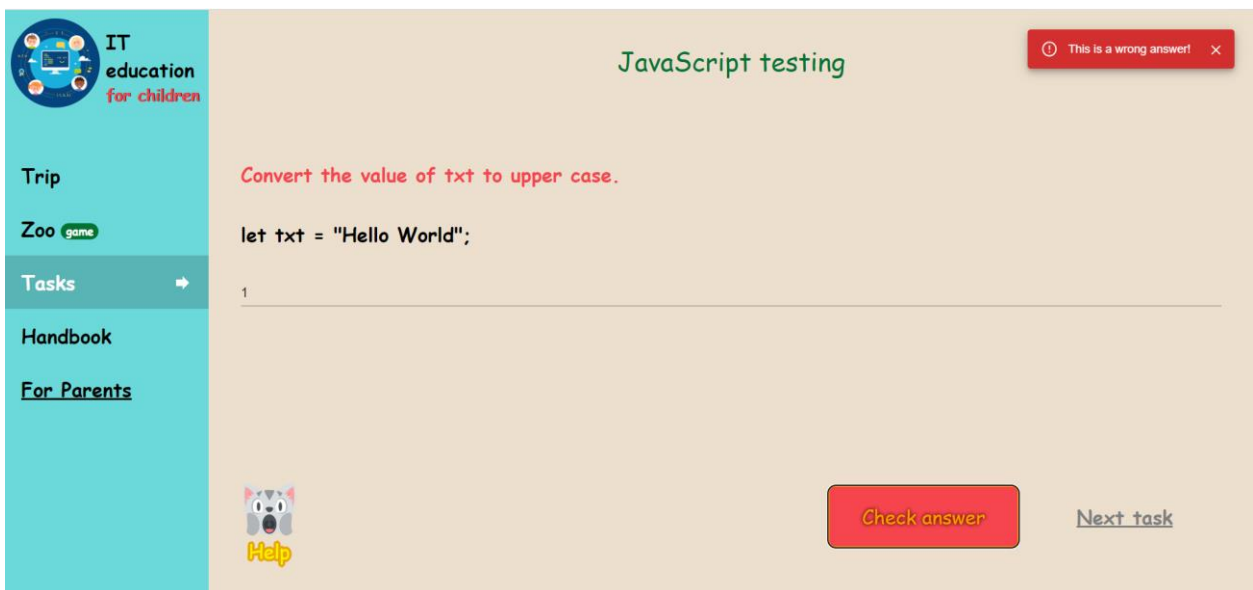 IT
education
for children
JavaScript testing
This is a wrong answer!
Trip
Zoo game
Tasks
Handbook
For Parents
Convert the value of txt to upper case.
let txt = "Hello World";
1
Help
Check answer
Next task